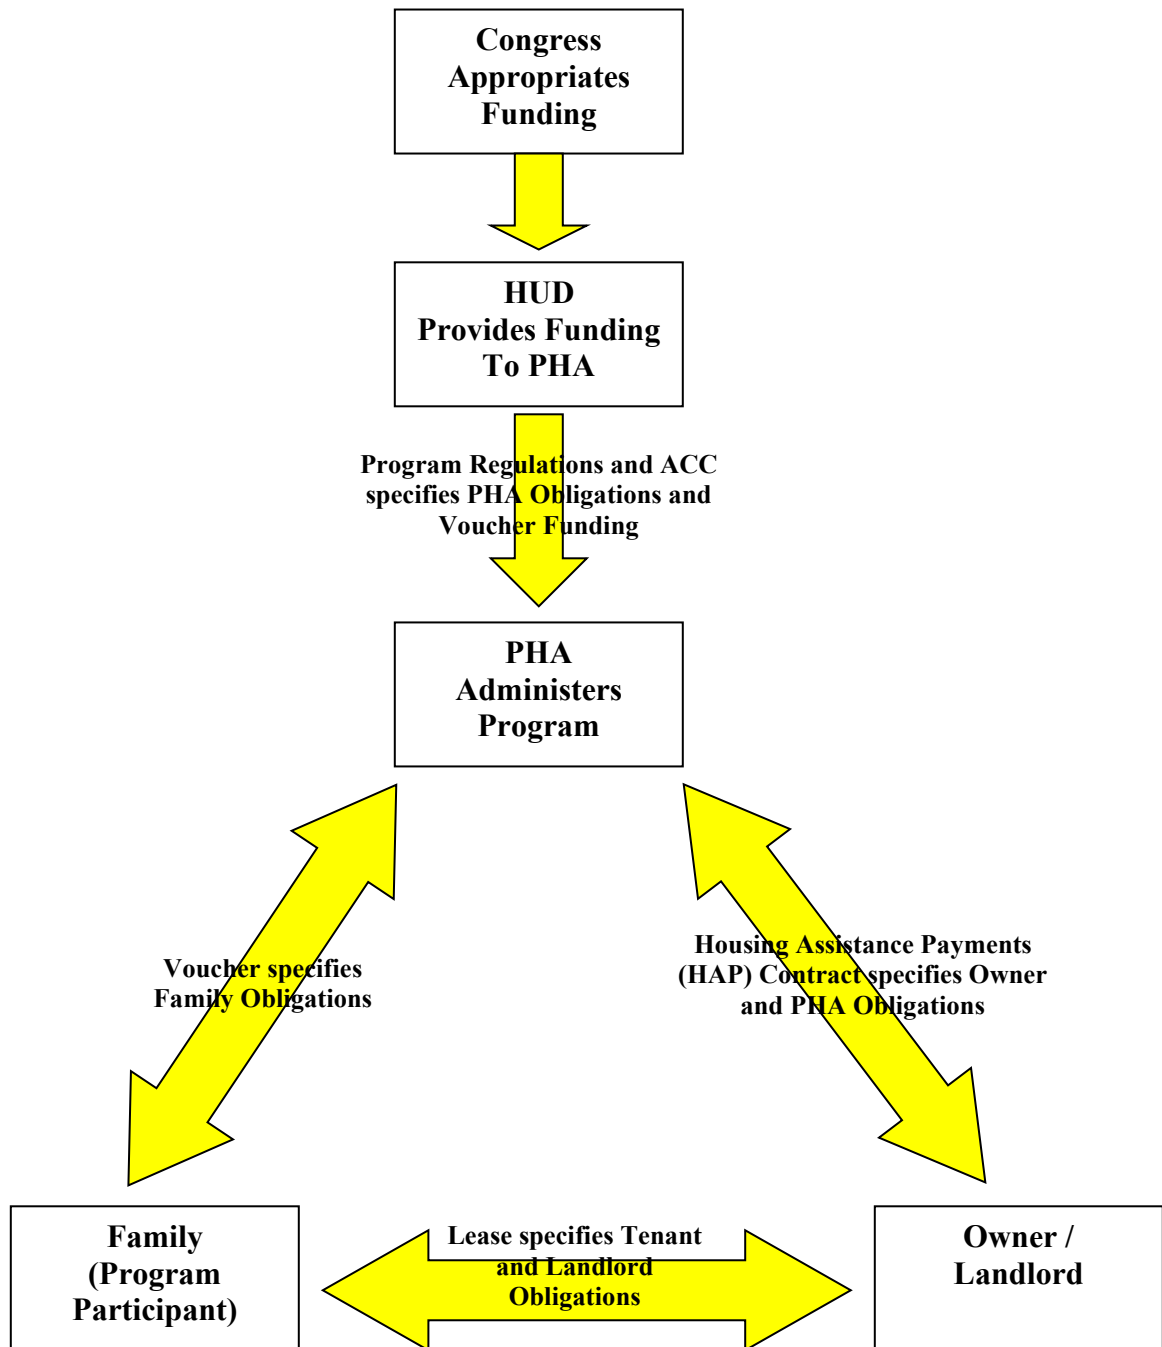 Congress
Appropriates
Funding
HUD
Provides Funding
To PHA
Program Regulations and ACC
specifies PHA Obligations and
Voucher Funding
PHA
Administers
Program
Voucher specifies
Family Obligations
Housing Assistance Payments
(HAP) Contract specifies Owner
and PHA Obligations
Family
(Program
Participant)
Lease specifies Tenant
and Landlord
Obligations
Owner /
Landlord